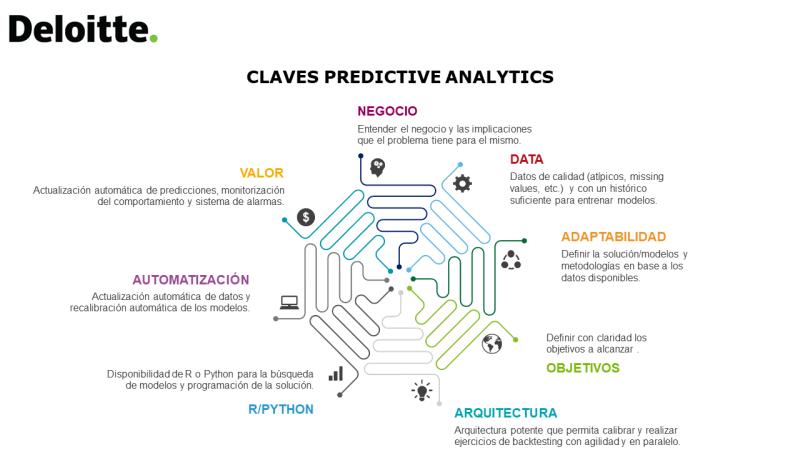 Deloitte.
CLAVES PREDICTIVE ANALYTICS
NEGOCIO
Entender el negocio y las implicaciones
que el problema tiene para el mismo.
DATA
Datos de calidad (atípicos, missing
values, etc.) y con un histórico
suficiente para entrenar modelos.
ADAPTABILIDAD
Definir la solución/modelos y
metodologías en base a los
datos disponibles.
Definir con claridad los
objetivos a alcanzar .
OBJETIVOS
ARQUITECTURA
Arquitectura potente que permita calibrar y realizar
ejercicios de backtesting con agilidad y en paralelo.
Disponibilidad de R o Python para la búsqueda
de modelos y programación de la solución.
R/PYTHON
AUTOMATIZACIÓN
Actualización automática de datos y
recalibración automática de los modelos.
VALOR
Actualización automática de predicciones, monitorización
del comportamiento y sistema de alarmas.
$